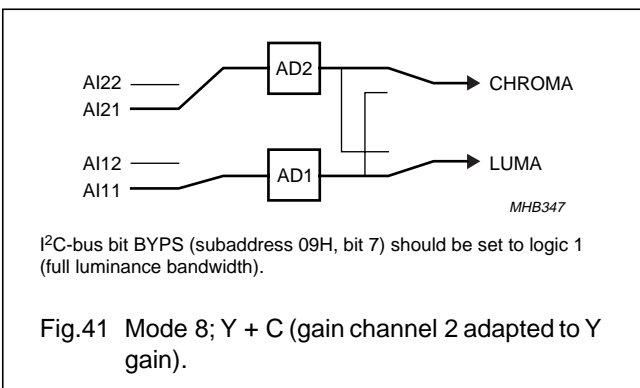 AI22
AI21
AD2
CHROMA
AI12
AI11
AD1
LUMA
MHB347
I²C-bus bit BYPS (subaddress 09H, bit 7) should be set to logic 1
(full luminance bandwidth).
Fig.41 Mode 8; Y + C (gain channel 2 adapted to Y
gain).